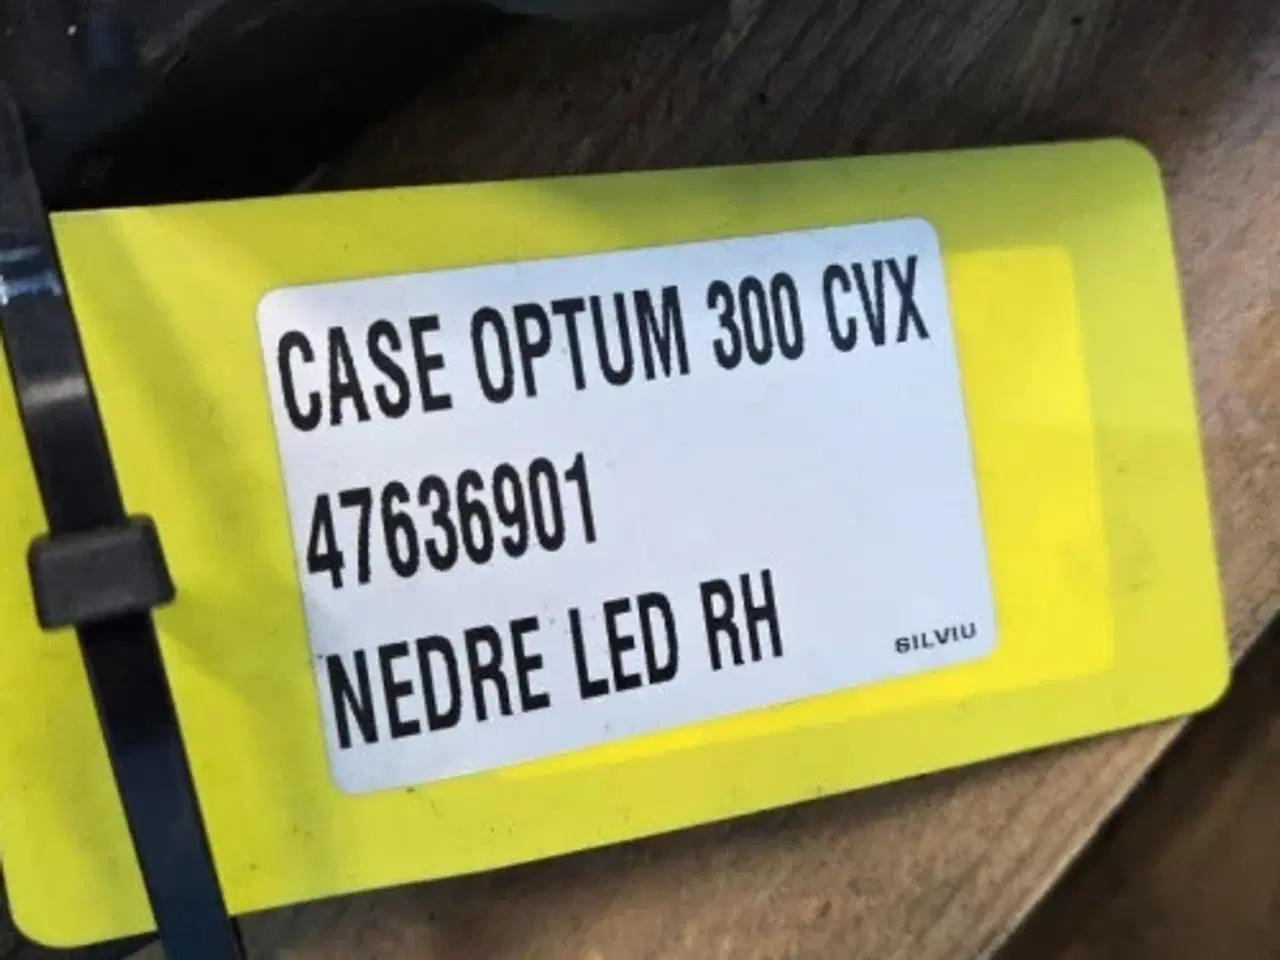 CASE OPTUM 300 CVX
47636901
NEDRE LED RH
SILVIU